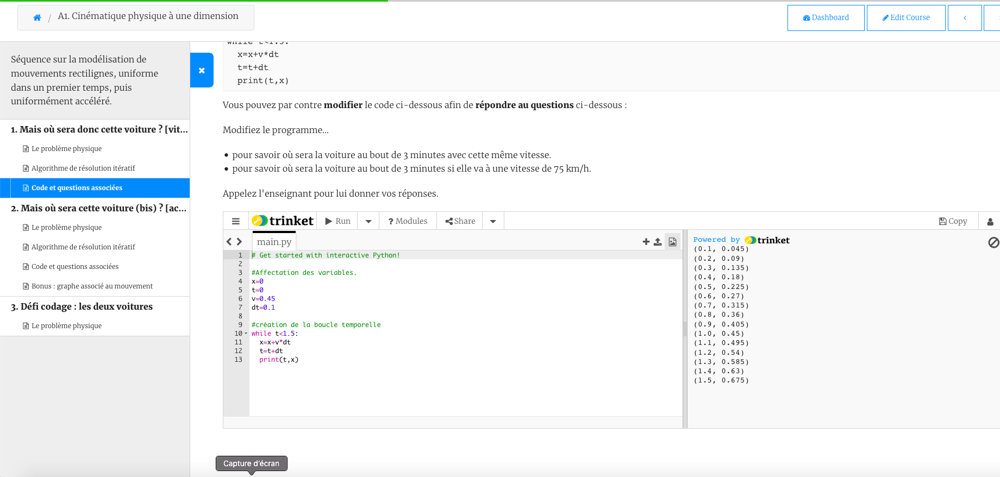 A1. Cinématique physique à une dimension
Dashboard
Edit Course
Séquence sur la modélisation de
mouvements rectilignes, uniforme
dans un premier temps, puis
uniformément accéléré.
1. Mais où sera donc cette voiture ? [vit...
Le problème physique
Algorithme de résolution itératif
Code et questions associées
2. Mais où sera cette voiture (bis) ? [ac...
Le problème physique
Algorithme de résolution itératif
Code et questions associées
Bonus : graphe associé au mouvement
3. Défi codage : les deux voitures
Le problème physique
while t<1.5:
x=x+v*dt
t=t+dt
print(t,x)
Vous pouvez par contre modifier le code ci-dessous afin de répondre au questions ci-dessous :
Modifiez le programme...
• pour savoir où sera la voiture au bout de 3 minutes avec cette même vitesse.
• pour savoir où sera la voiture au bout de 3 minutes si elle va à une vitesse de 75 km/h.
Appelez l'enseignant pour lui donner vos réponses.
trinket Run ? Modules Share Copy
main.py
1 # Get started with interactive Python!
2
3 #Affectation des variables.
4 x=0
5 t=0
6 v=0.45
7 dt=0.1
8
9 #création de la boucle temporelle
10 while t<1.5:
11 x=x+v*dt
12 t=t+dt
13 print(t,x)
Powered by trinket
(0.1, 0.045)
(0.2, 0.09)
(0.3, 0.135)
(0.4, 0.18)
(0.5, 0.225)
(0.6, 0.27)
(0.7, 0.315)
(0.8, 0.36)
(0.9, 0.405)
(1.0, 0.45)
(1.1, 0.495)
(1.2, 0.54)
(1.3, 0.585)
(1.4, 0.63)
(1.5, 0.675)
Capture d'écran